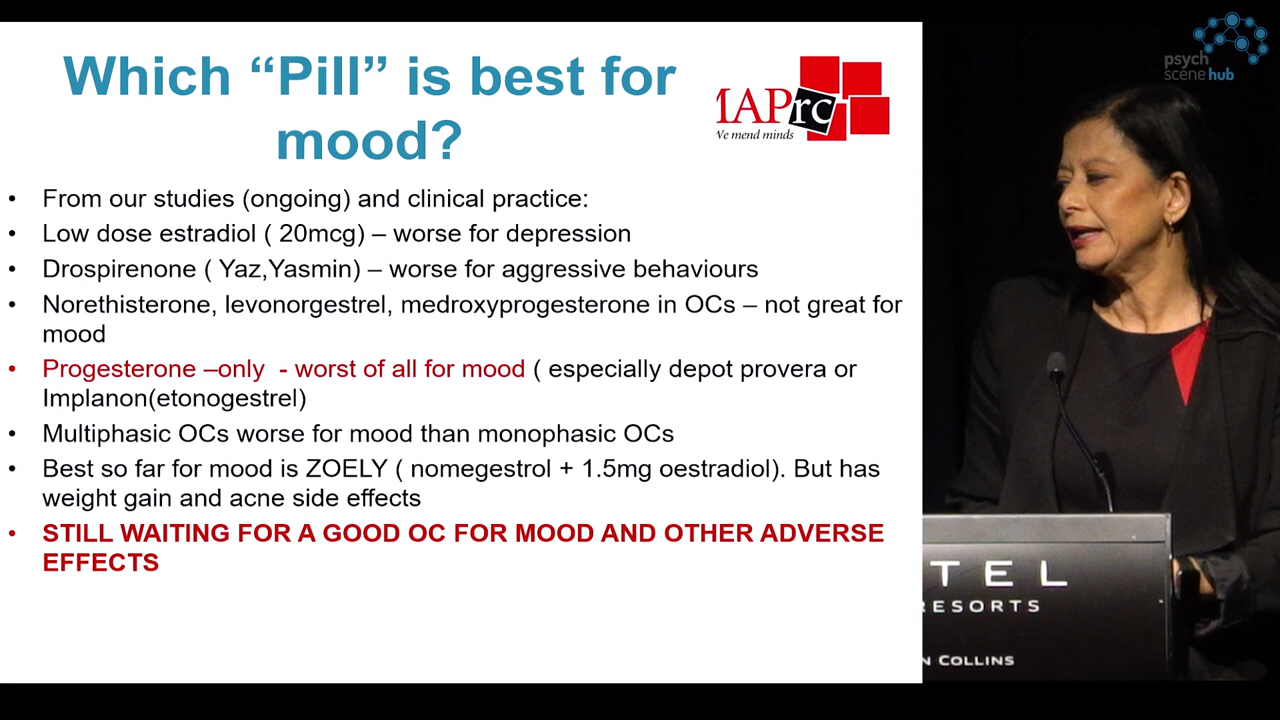 Which “Pill” is best for
mood?
MAPrc
We mend minds
psych
scene hub
• From our studies (ongoing) and clinical practice:
• Low dose estradiol ( 20mcg) – worse for depression
• Drospirenone ( Yaz,Yasmin) – worse for aggressive behaviours
• Norethisterone, levonorgestrel, medroxyprogesterone in OCs – not great for
mood
• Progesterone –only - worst of all for mood ( especially depot provera or
Implanon(etonogestrel)
• Multiphasic OCs worse for mood than monophasic OCs
• Best so far for mood is ZOELY ( nomegestrol + 1.5mg oestradiol). But has
weight gain and acne side effects
• STILL WAITING FOR A GOOD OC FOR MOOD AND OTHER ADVERSE
EFFECTS
TEL
RESORTS
N COLLINS